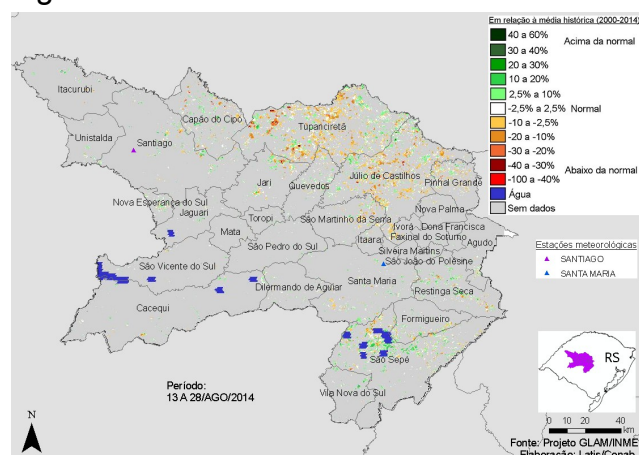 Em relação à média histórica (2000-2014)
40 a 60%
Acima da normal
30 a 40%
20 a 30%
10 a 20%
2,5% a 10%
-2,5% a 2,5%
Normal
-10 a -2,5%
-20 a -10%
-30 a -20%
-40 a -30%
Abaixo da normal
-100 a -40%
Água
Sem dados
Estações meteorológicas
SANTIAGO
SANTA MARIA
Itacurubi
Capão do Cipó
Unistalda
Santiago
Tupanciretã
Jari
Quevedos
Júlio de Castilhos
Pinhal Grande
Nova Esperança do Sul
Jaguari
Toropi
São Martinho da Serra
Nova Palma
Mata
Ivorá
Dona Francisca
Itaara
Faxinal do Soturno
São Pedro do Sul
Silveira Martins
Agudo
São João do Polêsine
São Vicente do Sul
Dilermando de Aguiar
Santa Maria
Restinga Seca
Cacequi
Formigueiro
São Sepé
Vila Nova do Sul
Período:
13 A 28/AGO/2014
N
RS
0 10 20 40
km
Fonte: Projeto GLAM/INME
Elaboração: Latis/Conab